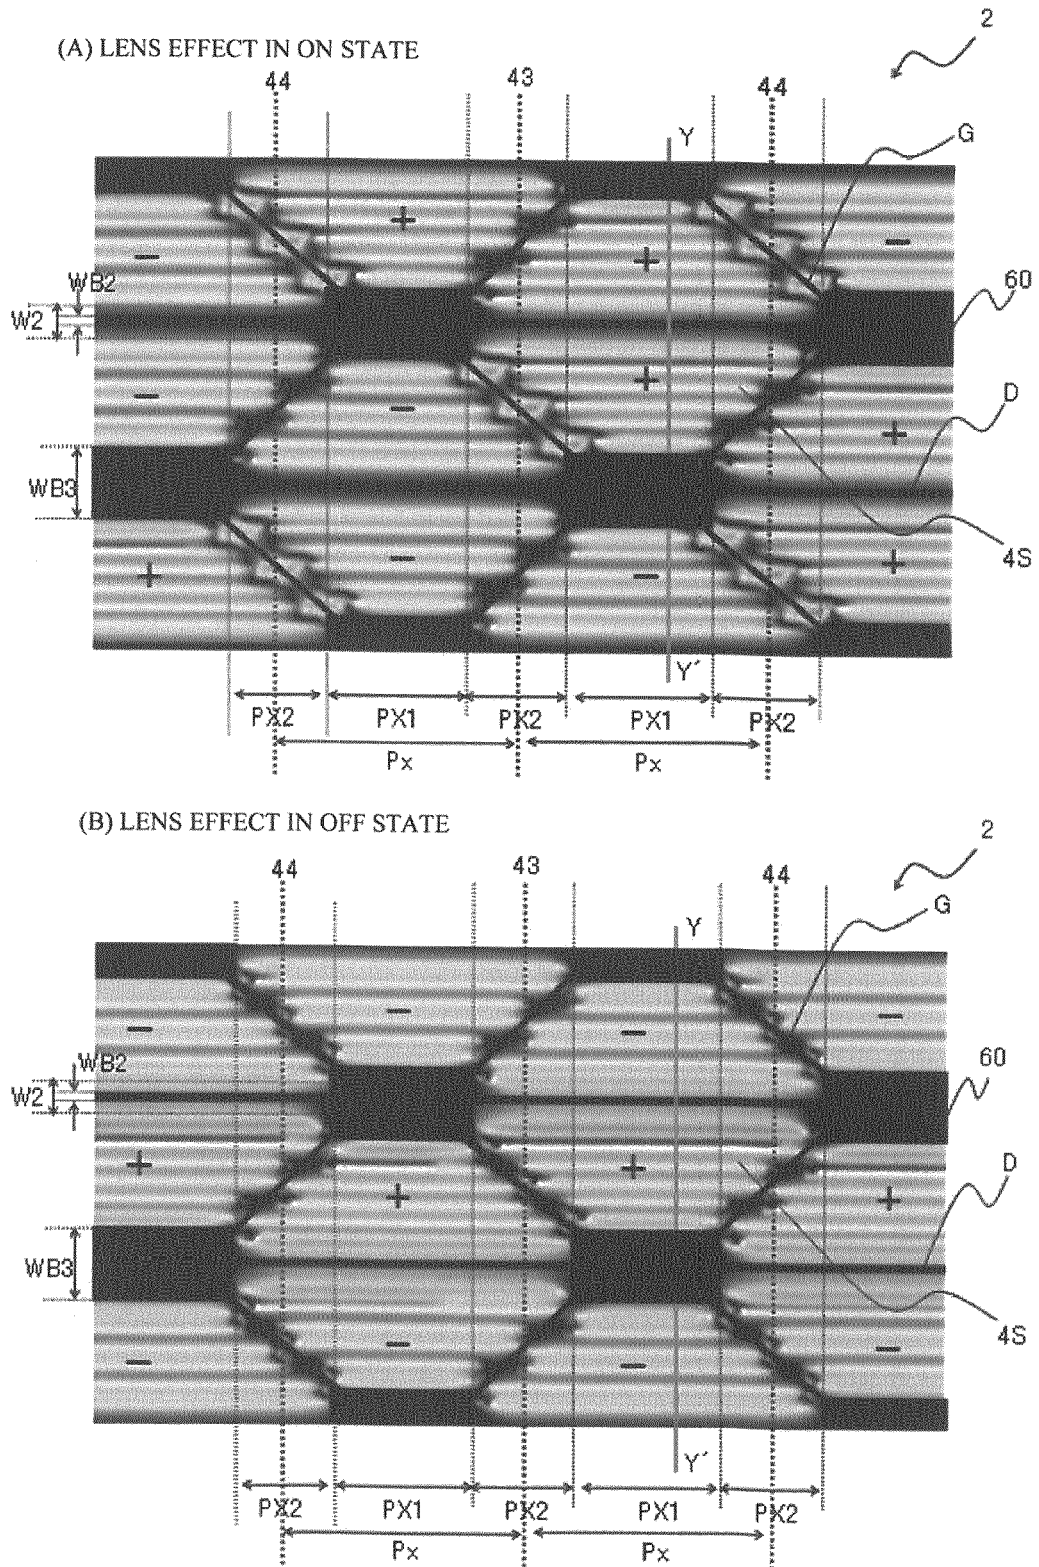 (A) LENS EFFECT IN ON STATE
2
44 43 44
Y
G
+
+
−
−
WB2
60
W2
+
−
−
D
+
WB3
−
4S
+
−
+
Y´
PX2 PX1 PX2 PX1 PX2
Px Px
(B) LENS EFFECT IN OFF STATE
2
44 43 44
Y
G
−
−
−
−
WB2
60
W2
+
+
D
+
+
WB3
4S
−
−
−
−
Y´
PX2 PX1 PX2 PX1 PX2
Px Px